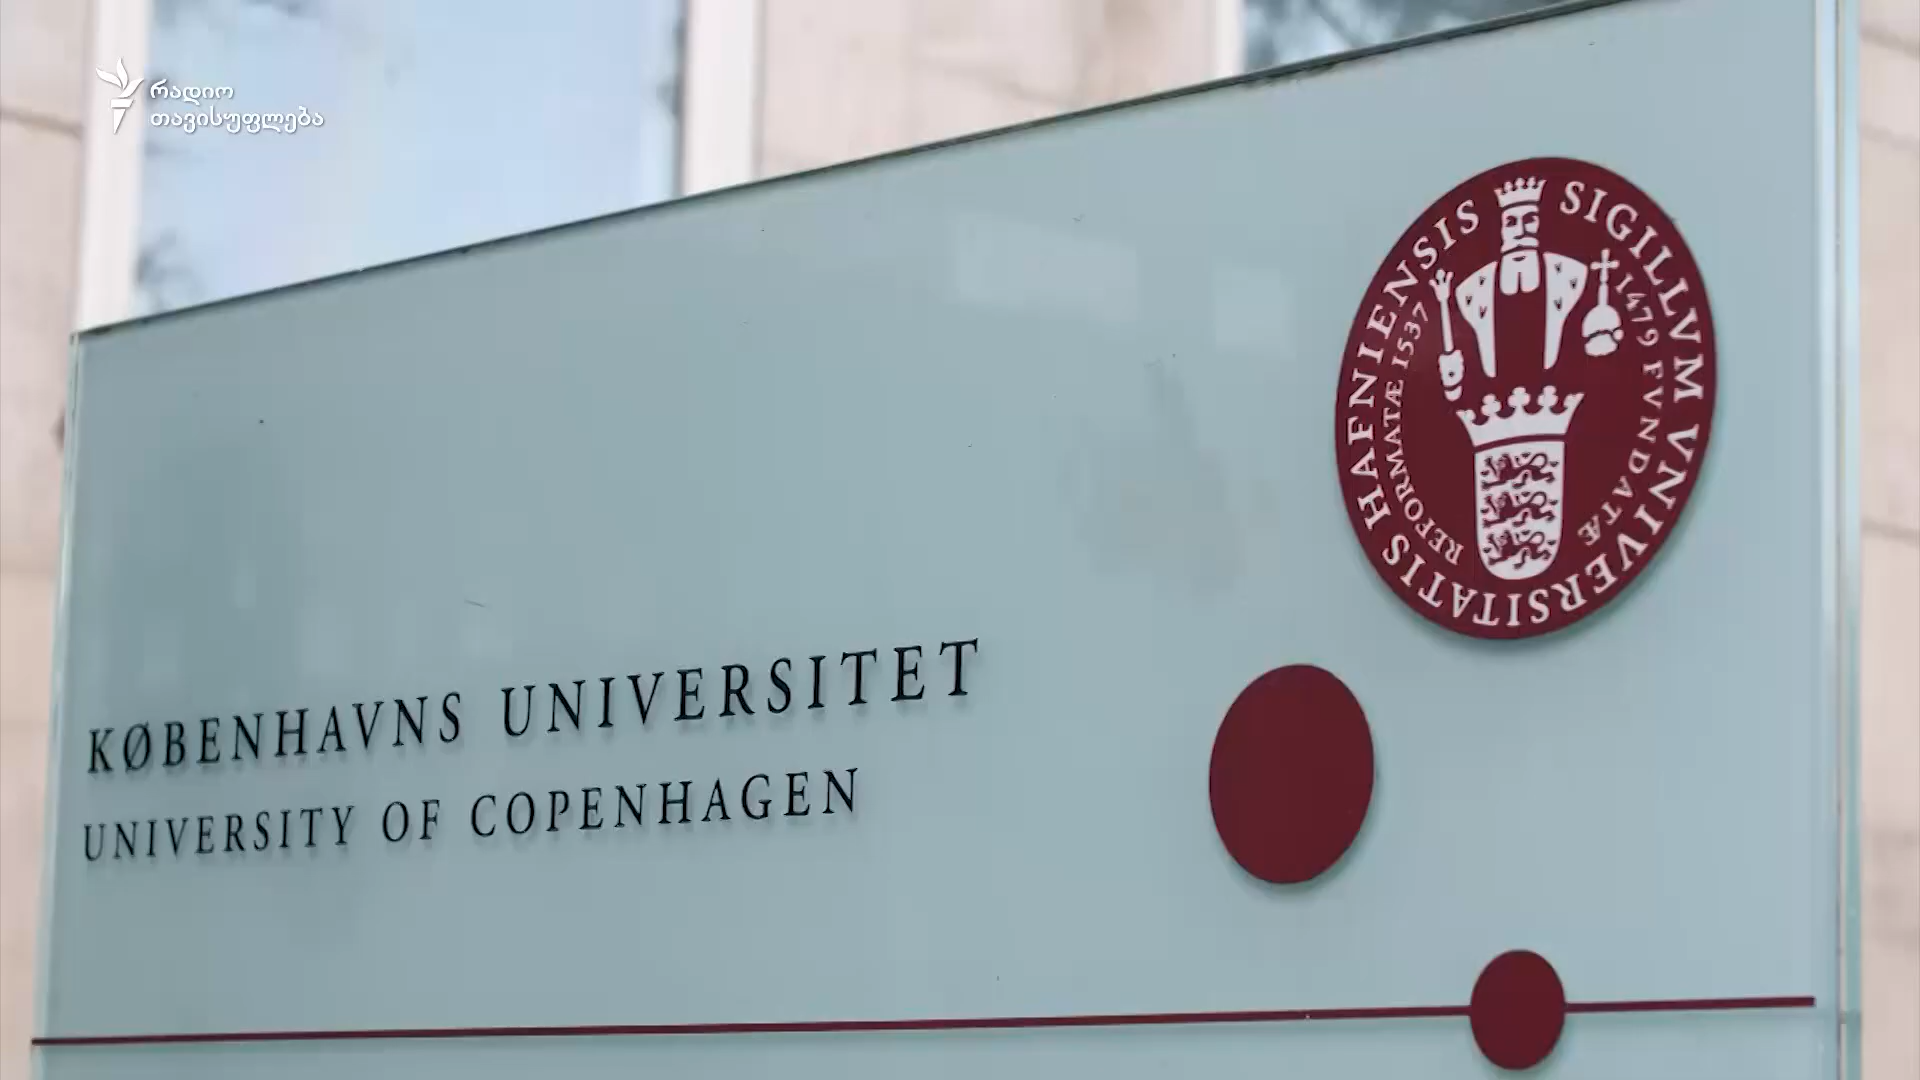 რადიო
თავისუფლება
SIGILLVM VNIVERSITATIS HAFNIENSIS
1479 FVNDATÆ
REFORMATÆ 1537
KØBENHAVNS UNIVERSITET
UNIVERSITY OF COPENHAGEN